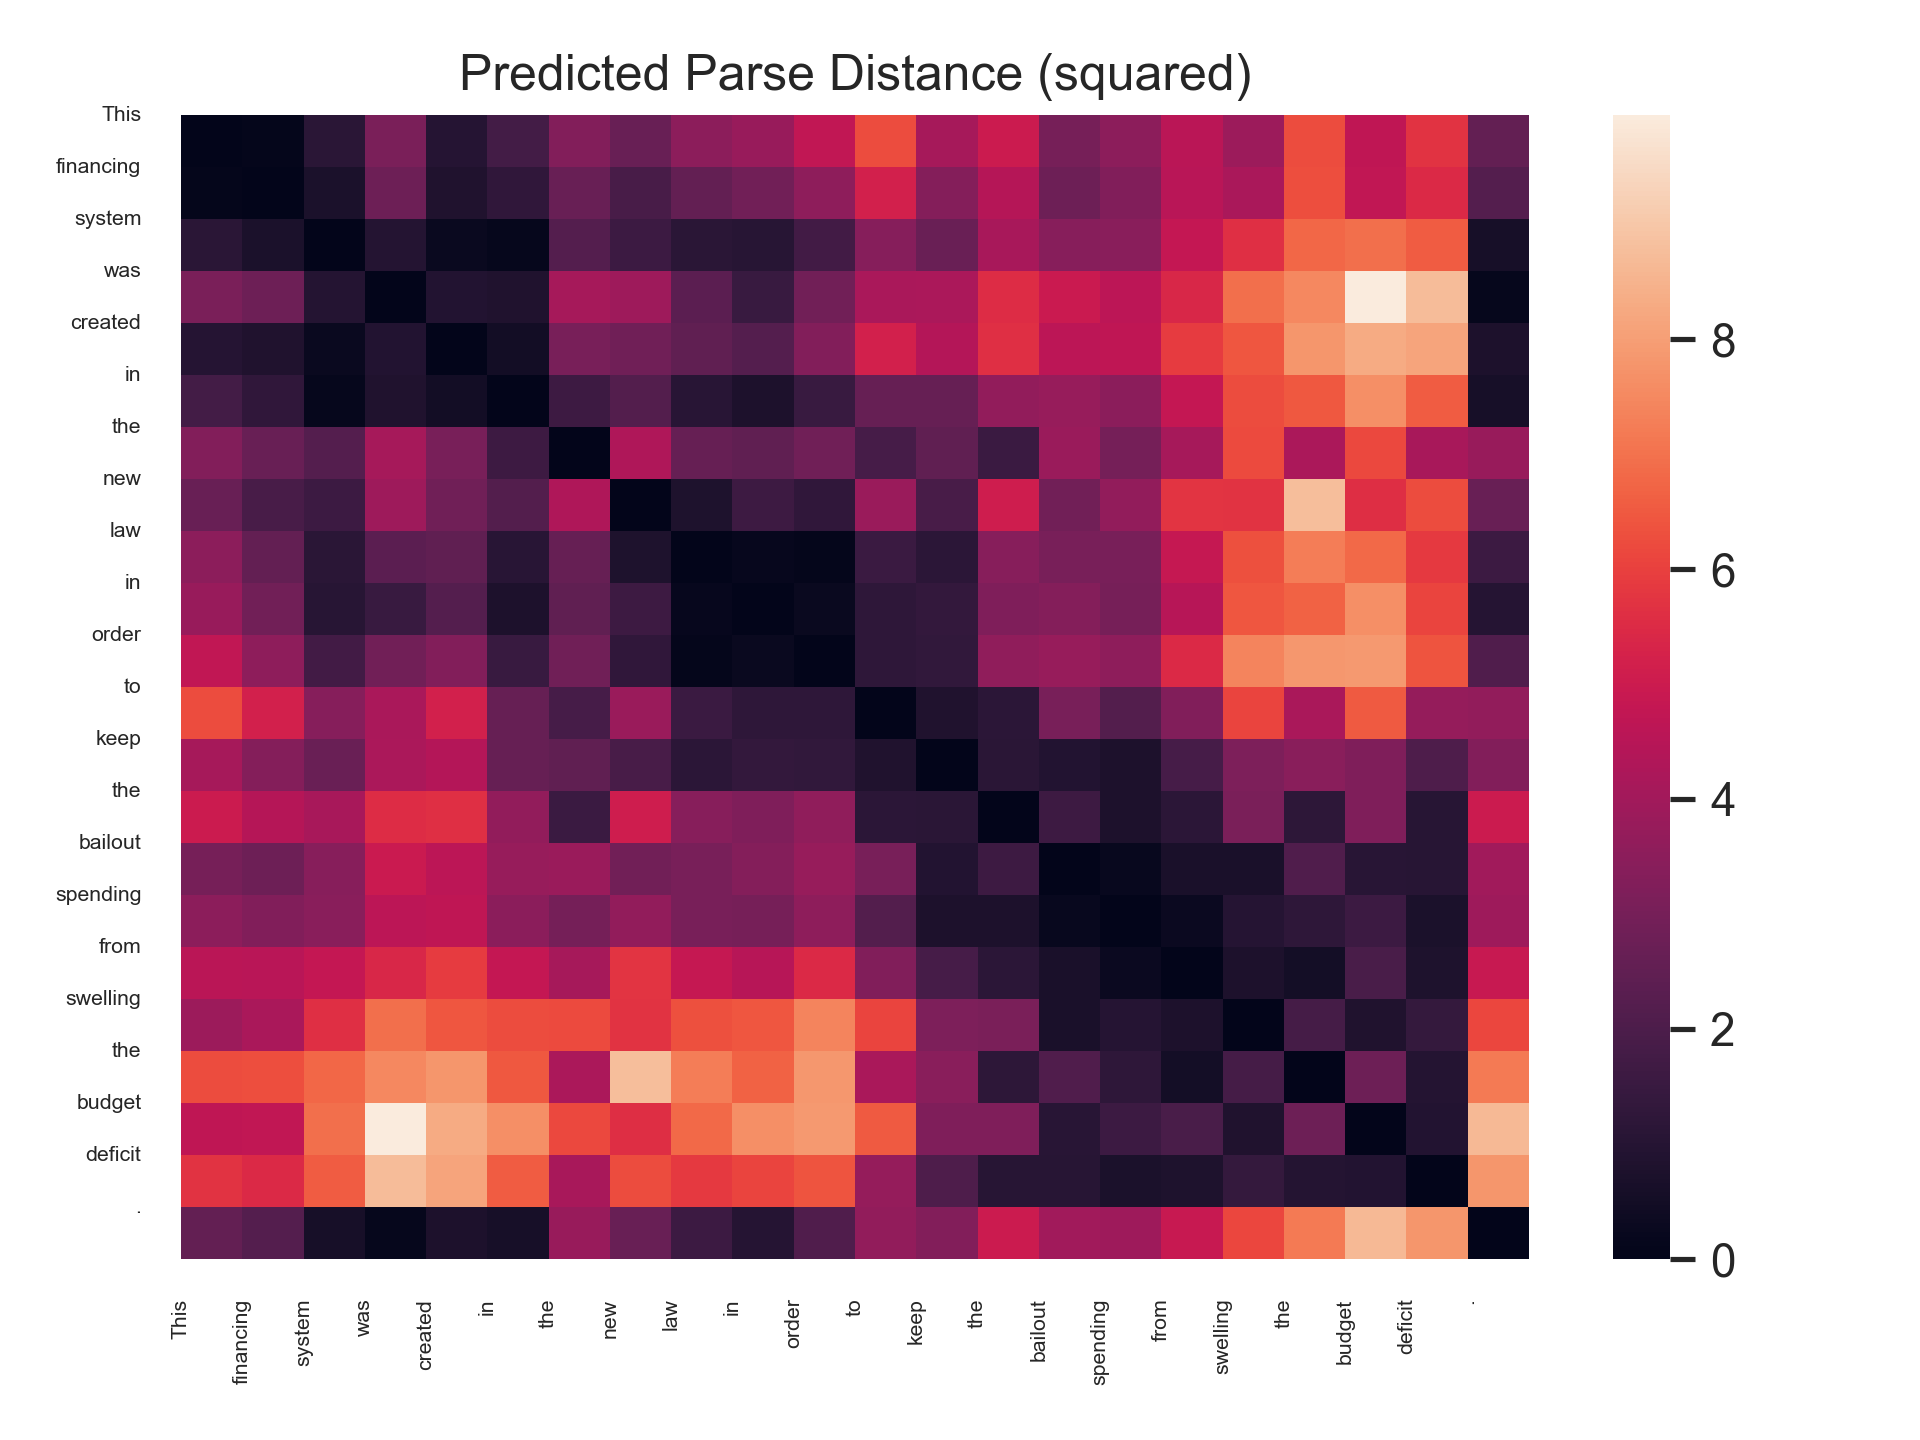 Predicted Parse Distance (squared)
This
financing
system
was
created
in
the
new
law
in
order
to
keep
the
bailout
spending
from
swelling
the
budget
deficit
.
8
6
4
2
0
This
financing
system
was
created
in
the
new
law
in
order
to
keep
the
bailout
spending
from
swelling
the
budget
deficit
.